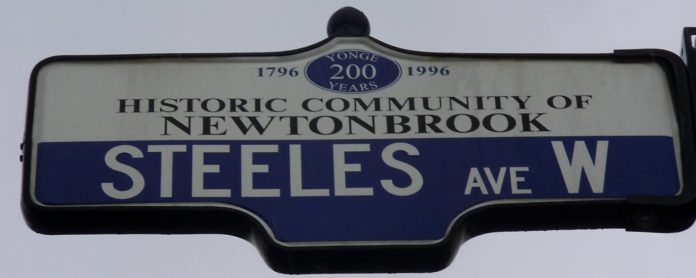 YONGE
1796 200 1996
YEARS
HISTORIC COMMUNITY OF
NEWTONBROOK
STEELES AVE W